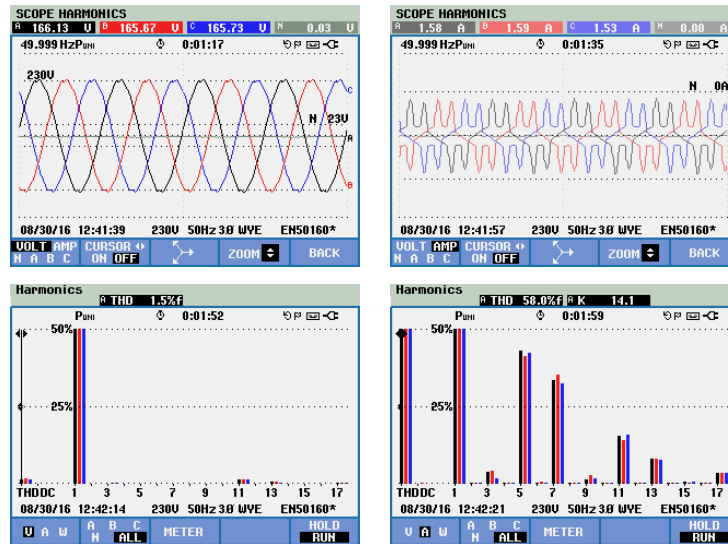 SCOPE HARMONICS
A 166.13 V B 165.67 V C 165.73 V N 0.03 V
49.999 Hz PUNI 0:01:17
230V
C
N 23V
A
B
08/30/16 12:41:39 230V 50Hz 3Ø WYE EN50160*
VOLT AMP CURSOR ZOOM BACK
N A B C ON OFF
SCOPE HARMONICS
A 1.58 A B 1.59 A C 1.53 A N 0.00 A
49.999 Hz PUNI 0:01:35
N 0A
08/30/16 12:41:57 230V 50Hz 3Ø WYE EN50160*
VOLT AMP CURSOR ZOOM BACK
N A B C ON OFF
Harmonics
A THD 1.5%f
PUNI 0:01:52
50%
25%
THDDC 1 3 5 7 9 11 13 15 17
08/30/16 12:42:14 230V 50Hz 3Ø WYE EN50160*
V A W A B C N ALL METER HOLD RUN
Harmonics
A THD 58.0%f A K 14.1
PUNI 0:01:59
50%
25%
THDDC 1 3 5 7 9 11 13 15 17
08/30/16 12:42:21 230V 50Hz 3Ø WYE EN50160*
V A W A B C N ALL METER HOLD RUN